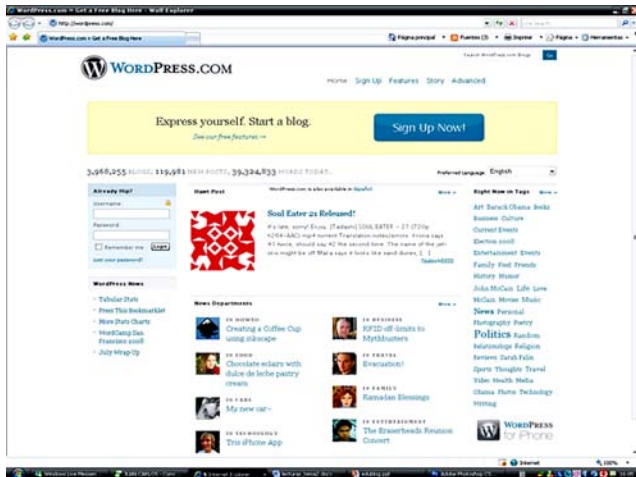 WordPress.com » Get a Free Blog Here
http://wordpress.com/
WordPress.com » Get a Free Blog Here
Página principal
Fuentes (3)
Imprimir
Página
Herramientas
WORDPRESS.COM
Home Sign Up Features Story Advanced
Express yourself. Start a blog.
See our free features →
Sign Up Now!
3,968,255 BLOGS, 119,981 NEW POSTS, 39,324,833 WORDS TODAY.
Preferred Language: English
Already Hip?
Username
Password
Remember me
Login
Lost your password?
WordPress News
Tabular Stats
Press This Bookmarklet
More Stats Charts
WordCamp San
Francisco 2008
July Wrap-Up
Hawt Post
WordPress.com is also available in Español
More »
Soul Eater 21 Released!
News Departments
More »
IN HOWTO
Creating a Coffee Cup
using inkscape
IN FOOD
Chocolate eclairs with
dulce de leche pastry
cream
IN CARS
My new car~
IN TECHNOLOGY
This iPhone App
IN BUSINESS
RFID off-limits to
Mythbusters
IN TRAVEL
Evacuation!
IN FAMILY
Ramadan Blessings
IN ENTERTAINMENT
The Eraserheads Reunion
Concert
Right Now in Tags
More »
Art Barack Obama Books
Business Culture
Current Events
Election 2008
Entertainment Events
Family Food Friends
History Humor
John McCain Life Love
McCain Movies Music
News Personal
Photography Poetry
Politics Random
Relationships Religion
Reviews Sarah Palin
Sports Thoughts Travel
Video Health Media
Obama Photos Technology
Writing
WORDPRESS
for iPhone
Internet
100%